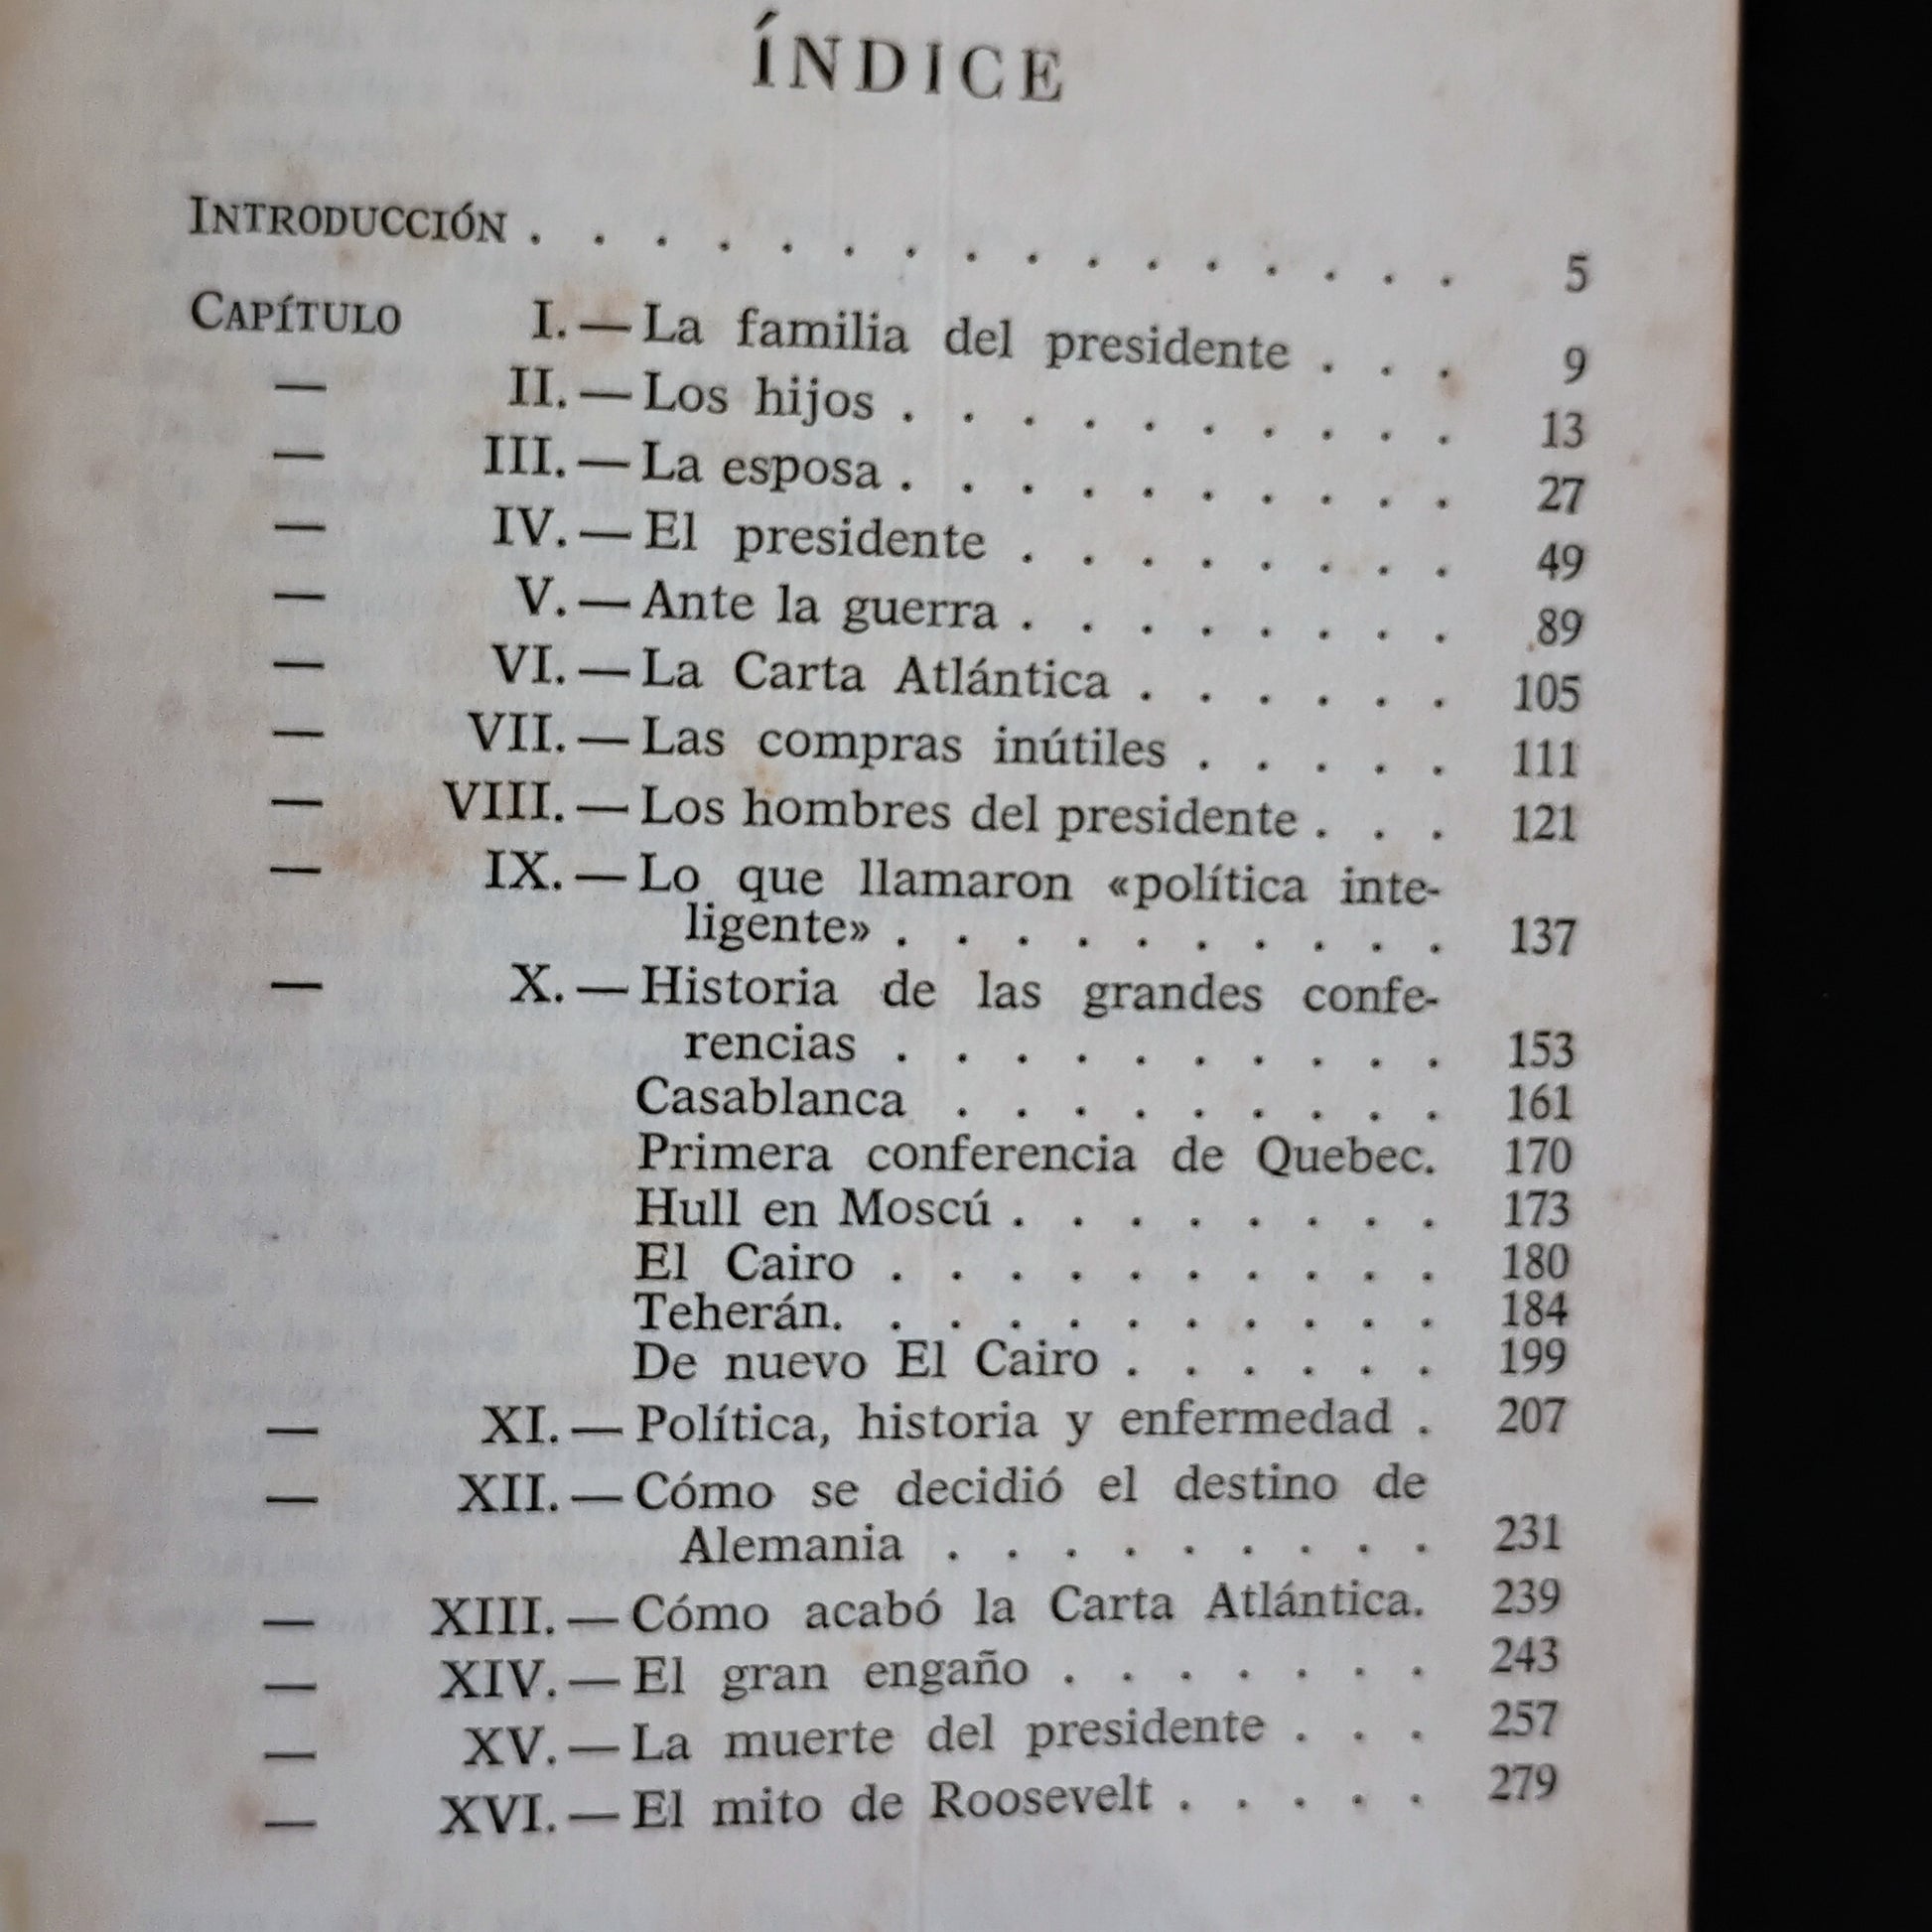 ÍNDICE
INTRODUCCIÓN . . . . . . . . . . . . . . . . 5
CAPÍTULO I.—La familia del presidente . . . 9
— II.—Los hijos . . . . . . . . . . 13
— III.—La esposa . . . . . . . . . . 27
— IV.—El presidente . . . . . . . . 49
— V.—Ante la guerra . . . . . . . . 89
— VI.—La Carta Atlántica . . . . . . 105
— VII.—Las compras inútiles . . . . . 111
— VIII.—Los hombres del presidente . . . 121
— IX.—Lo que llamaron «política inte-
ligente» . . . . . . . . . . 137
— X.—Historia de las grandes confe-
rencias . . . . . . . . . . 153
Casablanca . . . . . . . . . 161
Primera conferencia de Quebec. 170
Hull en Moscú . . . . . . . . 173
El Cairo . . . . . . . . . . 180
Teherán. . . . . . . . . . . 184
De nuevo El Cairo . . . . . . 199
— XI.—Política, historia y enfermedad . 207
— XII.—Cómo se decidió el destino de
Alemania . . . . . . . . . 231
— XIII.—Cómo acabó la Carta Atlántica. 239
— XIV.—El gran engaño . . . . . . . 243
— XV.—La muerte del presidente . . . 257
— XVI.—El mito de Roosevelt . . . . . 279